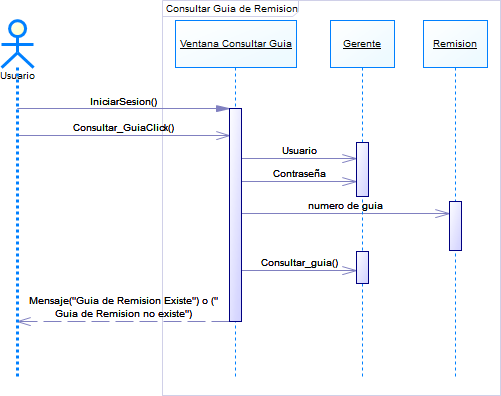 Consultar Guia de Remision
Ventana Consultar Guia
Gerente
Remision
Usuario
IniciarSesion()
Consultar_GuiaClick()
Usuario
Contraseña
numero de guia
Consultar_guia()
Mensaje("Guia de Remision Existe") o ("
Guia de Remision no existe")